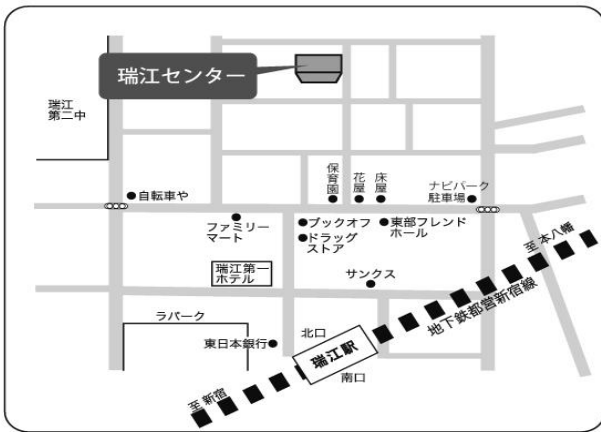 瑞江センター
瑞江
第二中
保育園
花屋
床屋
ナビパーク
駐車場
自転車や
ファミリー
マート
ブックオフ
ドラッグ
ストア
東部フレンド
ホール
至本八幡
瑞江第一
ホテル
サンクス
地下鉄都営新宿線
ラパーク
北口
東日本銀行
瑞江駅
南口
至新宿